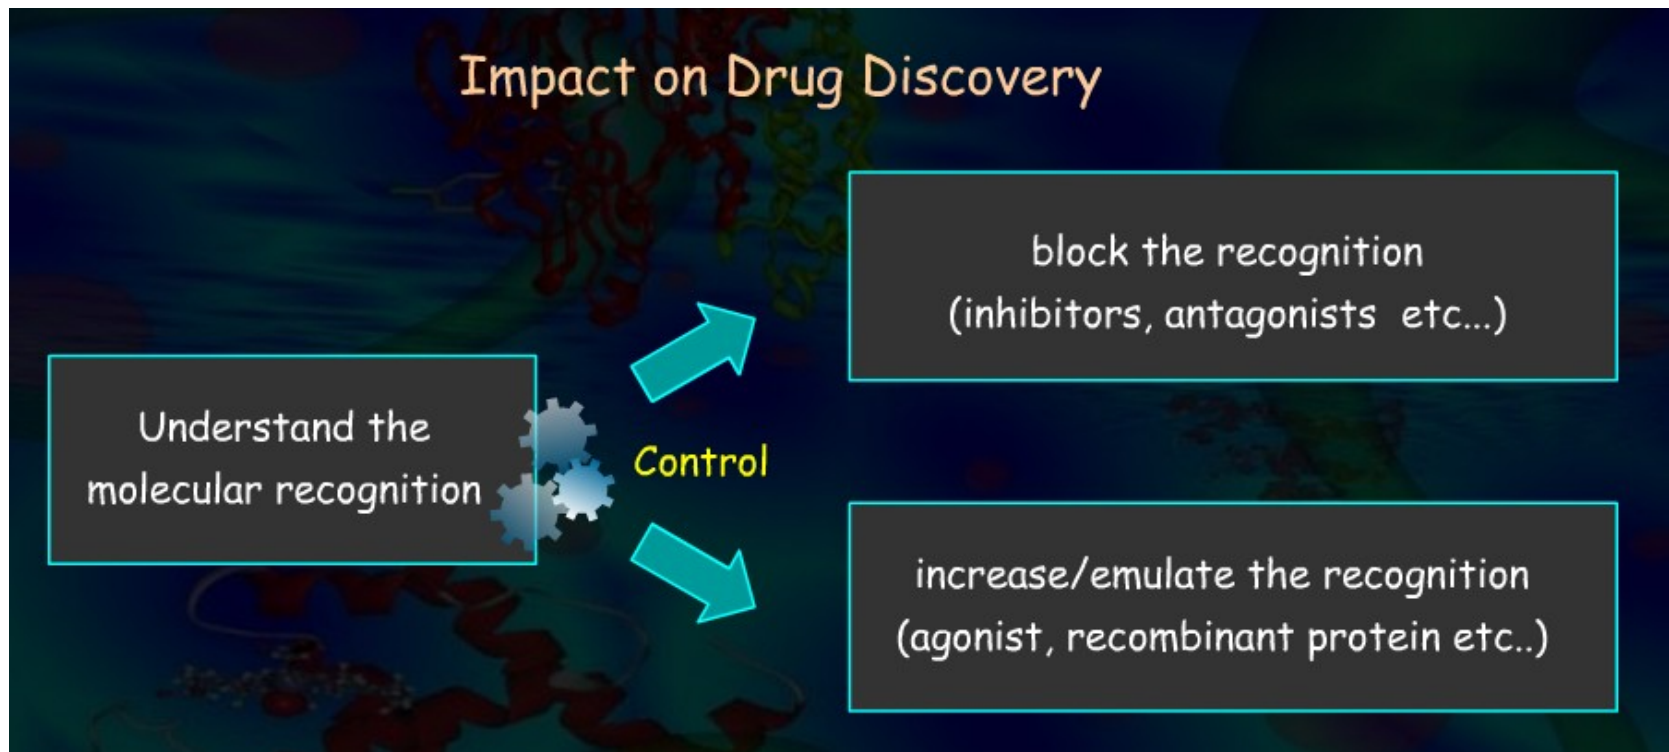 Impact on Drug Discovery
block the recognition
(inhibitors, antagonists etc...)
Understand the
molecular recognition
Control
increase/emulate the recognition
(agonist, recombinant protein etc..)